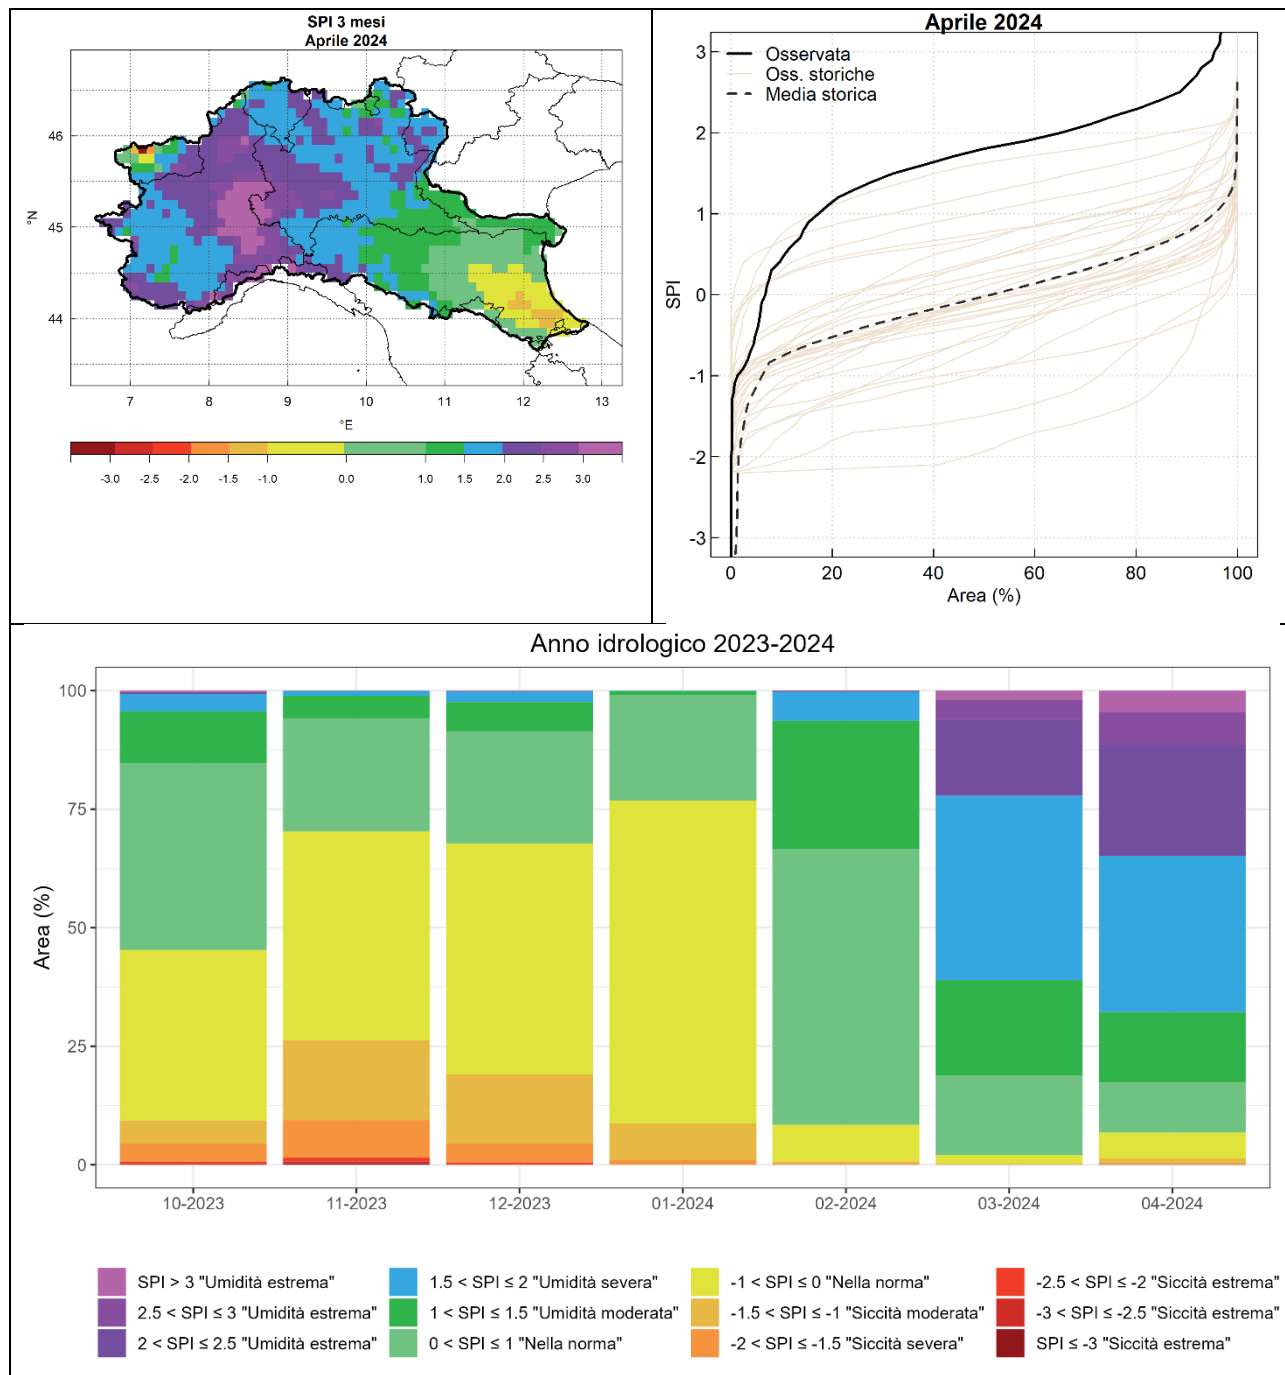 SPI 3 mesi
Aprile 2024
46
45
44
°N
7 8 9 10 11 12 13
°E
-3.0 -2.5 -2.0 -1.5 -1.0 0.0 1.0 1.5 2.0 2.5 3.0
Aprile 2024
Osservata
Oss. storiche
Media storica
3
2
1
0
-1
-2
-3
SPI
0 20 40 60 80 100
Area (%)
Anno idrologico 2023-2024
100
75
50
25
0
Area (%)
10-2023 11-2023 12-2023 01-2024 02-2024 03-2024 04-2024
SPI > 3 "Umidità estrema" 1.5 < SPI ≤ 2 "Umidità severa" -1 < SPI ≤ 0 "Nella norma" -2.5 < SPI ≤ -2 "Siccità estrema"
2.5 < SPI ≤ 3 "Umidità estrema" 1 < SPI ≤ 1.5 "Umidità moderata" -1.5 < SPI ≤ -1 "Siccità moderata" -3 < SPI ≤ -2.5 "Siccità estrema"
2 < SPI ≤ 2.5 "Umidità estrema" 0 < SPI ≤ 1 "Nella norma" -2 < SPI ≤ -1.5 "Siccità severa" SPI ≤ -3 "Siccità estrema"